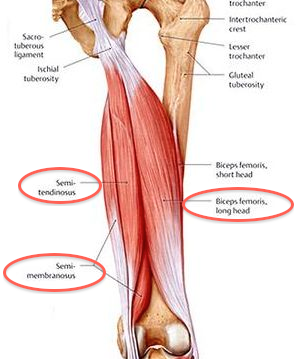 trochanter
Intertrochanteric
crest
Lesser
trochanter
Gluteal
tuberosity
Sacro-
tuberous
ligament
Ischial
tuberosity
Biceps femoris,
short head
Semi-
tendinosus
Biceps femoris,
long head
Semi-
membranosus